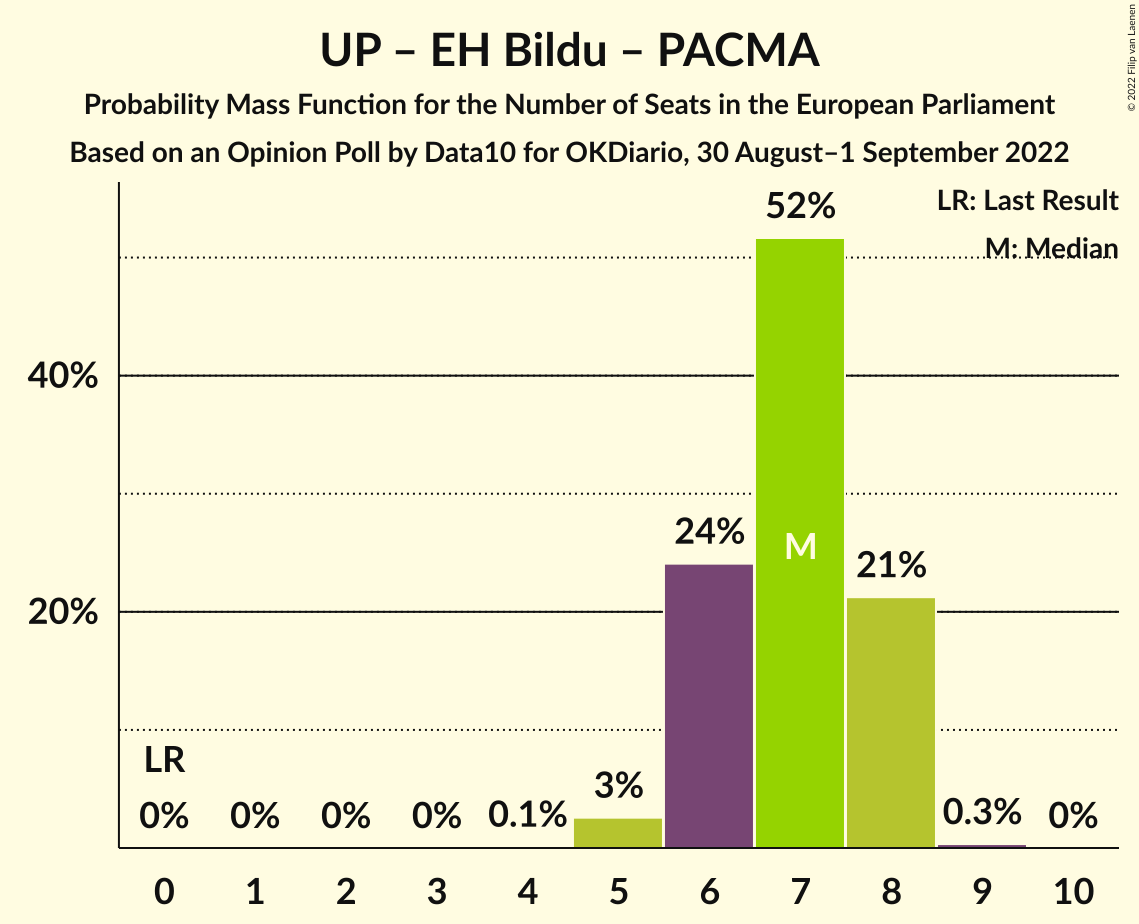 UP – EH Bildu – PACMA
Probability Mass Function for the Number of Seats in the European Parliament
Based on an Opinion Poll by Data10 for OKDiario, 30 August–1 September 2022
© 2022 Filip van Laenen
LR: Last Result
M: Median
52%
40%
24%
M
21%
20%
LR
0% 0% 0% 0% 0.1% 3% 0.3% 0%
0 1 2 3 4 5 6 7 8 9 10